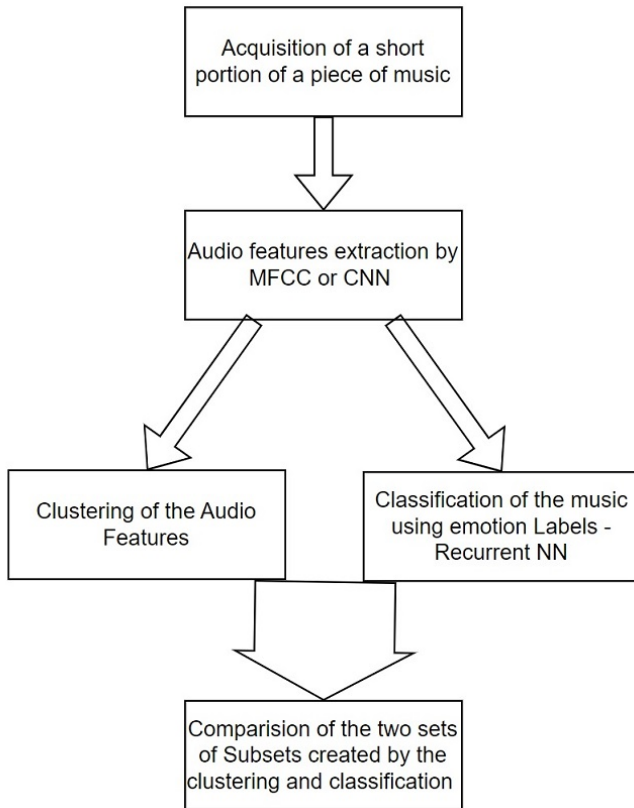 Acquisition of a short
portion of a piece of music
Audio features extraction by
MFCC or CNN
Clustering of the Audio
Features
Classification of the music
using emotion Labels -
Recurrent NN
Comparision of the two sets
of Subsets created by the
clustering and classification